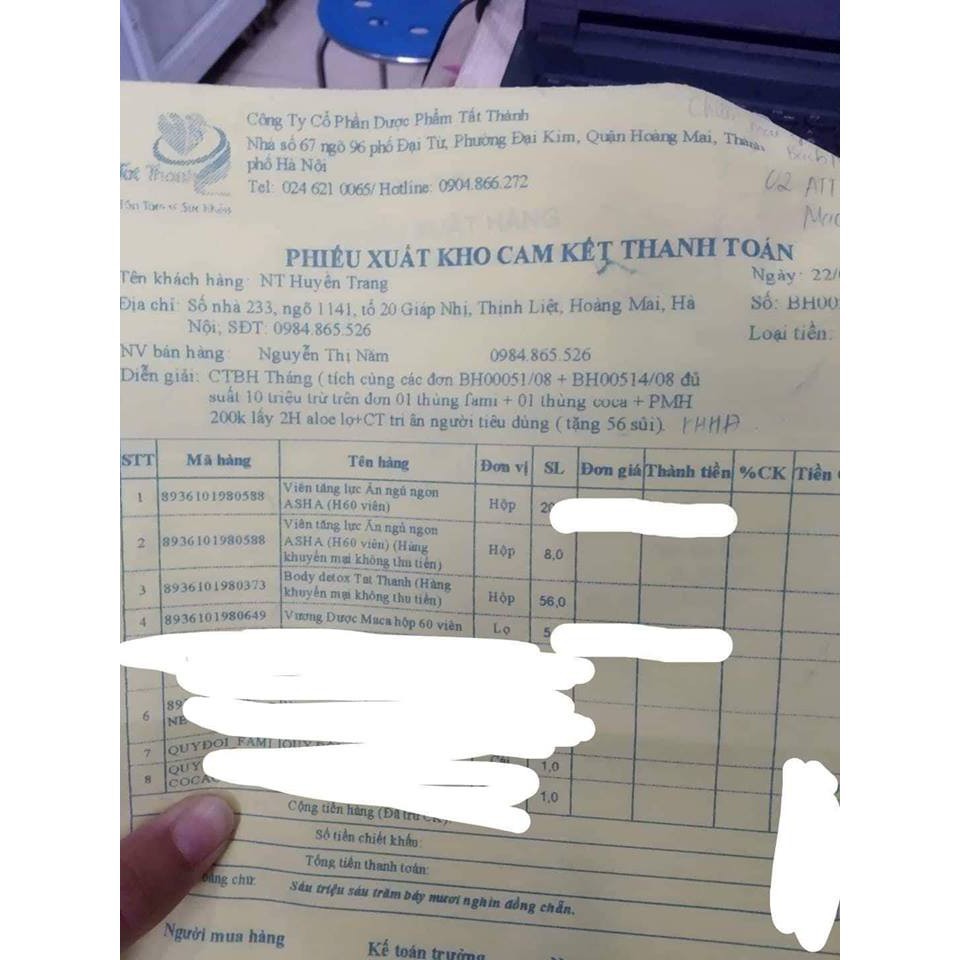 Công Ty Cổ Phần Dược Phẩm Tất Thành
Nhà số 67 ngõ 96 phố Đại Từ, Phường Đại Kim, Quận Hoàng Mai, Thành
phố Hà Nội
Tel: 024 621 0065/ Hotline: 0904.866.272
02 ATT
PHIẾU XUẤT KHO CAM KẾT THANH TOÁN
Tên khách hàng: NT Huyền Trang
Ngày: 22/
Địa chỉ: Số nhà 233, ngõ 1141, tổ 20 Giáp Nhị, Thịnh Liệt, Hoàng Mai, Hà
Số: BH00
Nội; SĐT: 0984.865.526
Loại tiền:
NV bán hàng: Nguyễn Thị Năm 0984.865.526
Diễn giải: CTBH Tháng ( tích cùng các đơn BH00051/08 + BH00514/08 đủ
suất 10 triệu trừ trên đơn 01 thùng fami + 01 thùng coca + PMH
200k lấy 2H aloe lọ+CT tri ân người tiêu dùng ( tặng 56 sủi).
STT Mã hàng Tên hàng Đơn vị SL Đơn giá Thành tiền %CK Tiền
1 8936101980588 Viên tăng lực Ăn ngủ ngon
ASHA (H60 viên) Hộp
2 8936101980588 Viên tăng lực Ăn ngủ ngon
ASHA (H60 viên) (Hàng
khuyến mại không thu tiền) Hộp 8,0
3 8936101980373 Body detox Tat Thanh (Hàng
khuyến mại không thu tiền) Hộp 56,0
4 8936101980649 Vương Dược Maca hộp 60 viên Lọ 5
6 89
NE
7 QUYDOI_FAMI 1,0
8 QUY
COCA 1,0
Cộng tiền hàng (Đã trừ CK):
Số tiền chiết khấu:
Tổng tiền thanh toán:
bằng chữ: Sáu triệu sáu trăm bảy mươi nghìn đồng chẵn.
Người mua hàng Kế toán trưởng